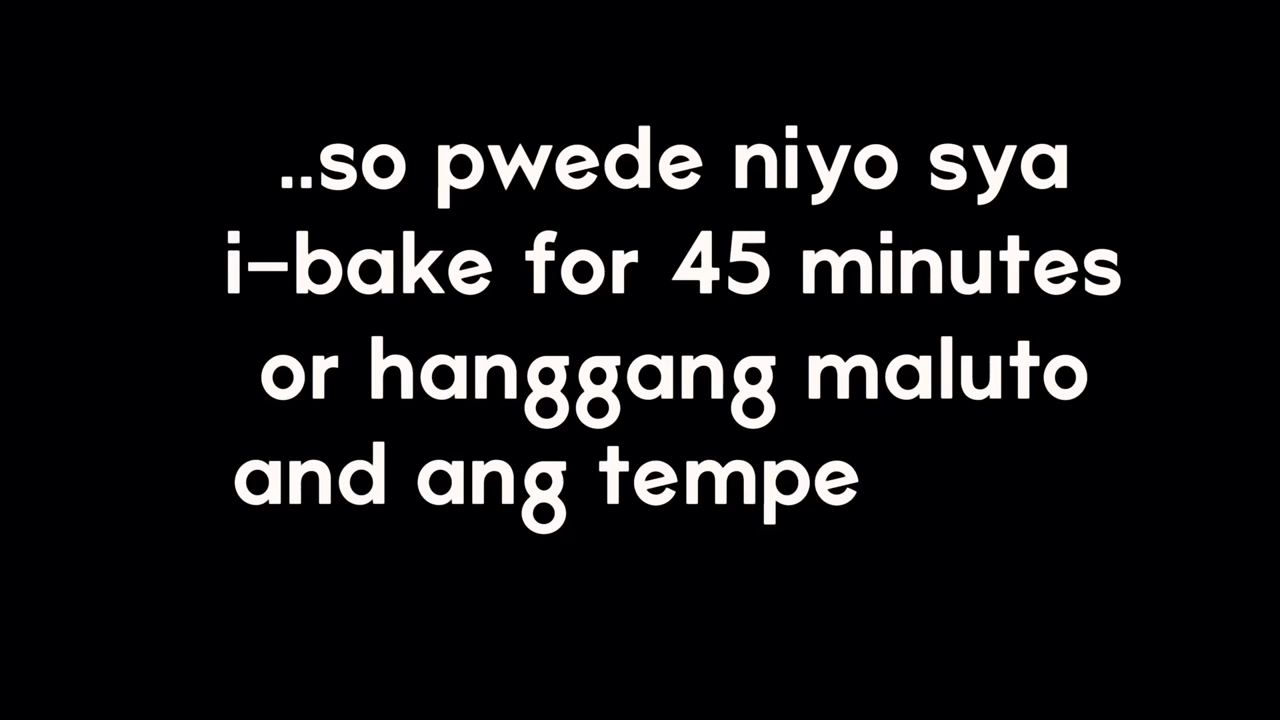 ..so pwede niyo sya
i-bake for 45 minutes
or hanggang maluto
and ang tempe